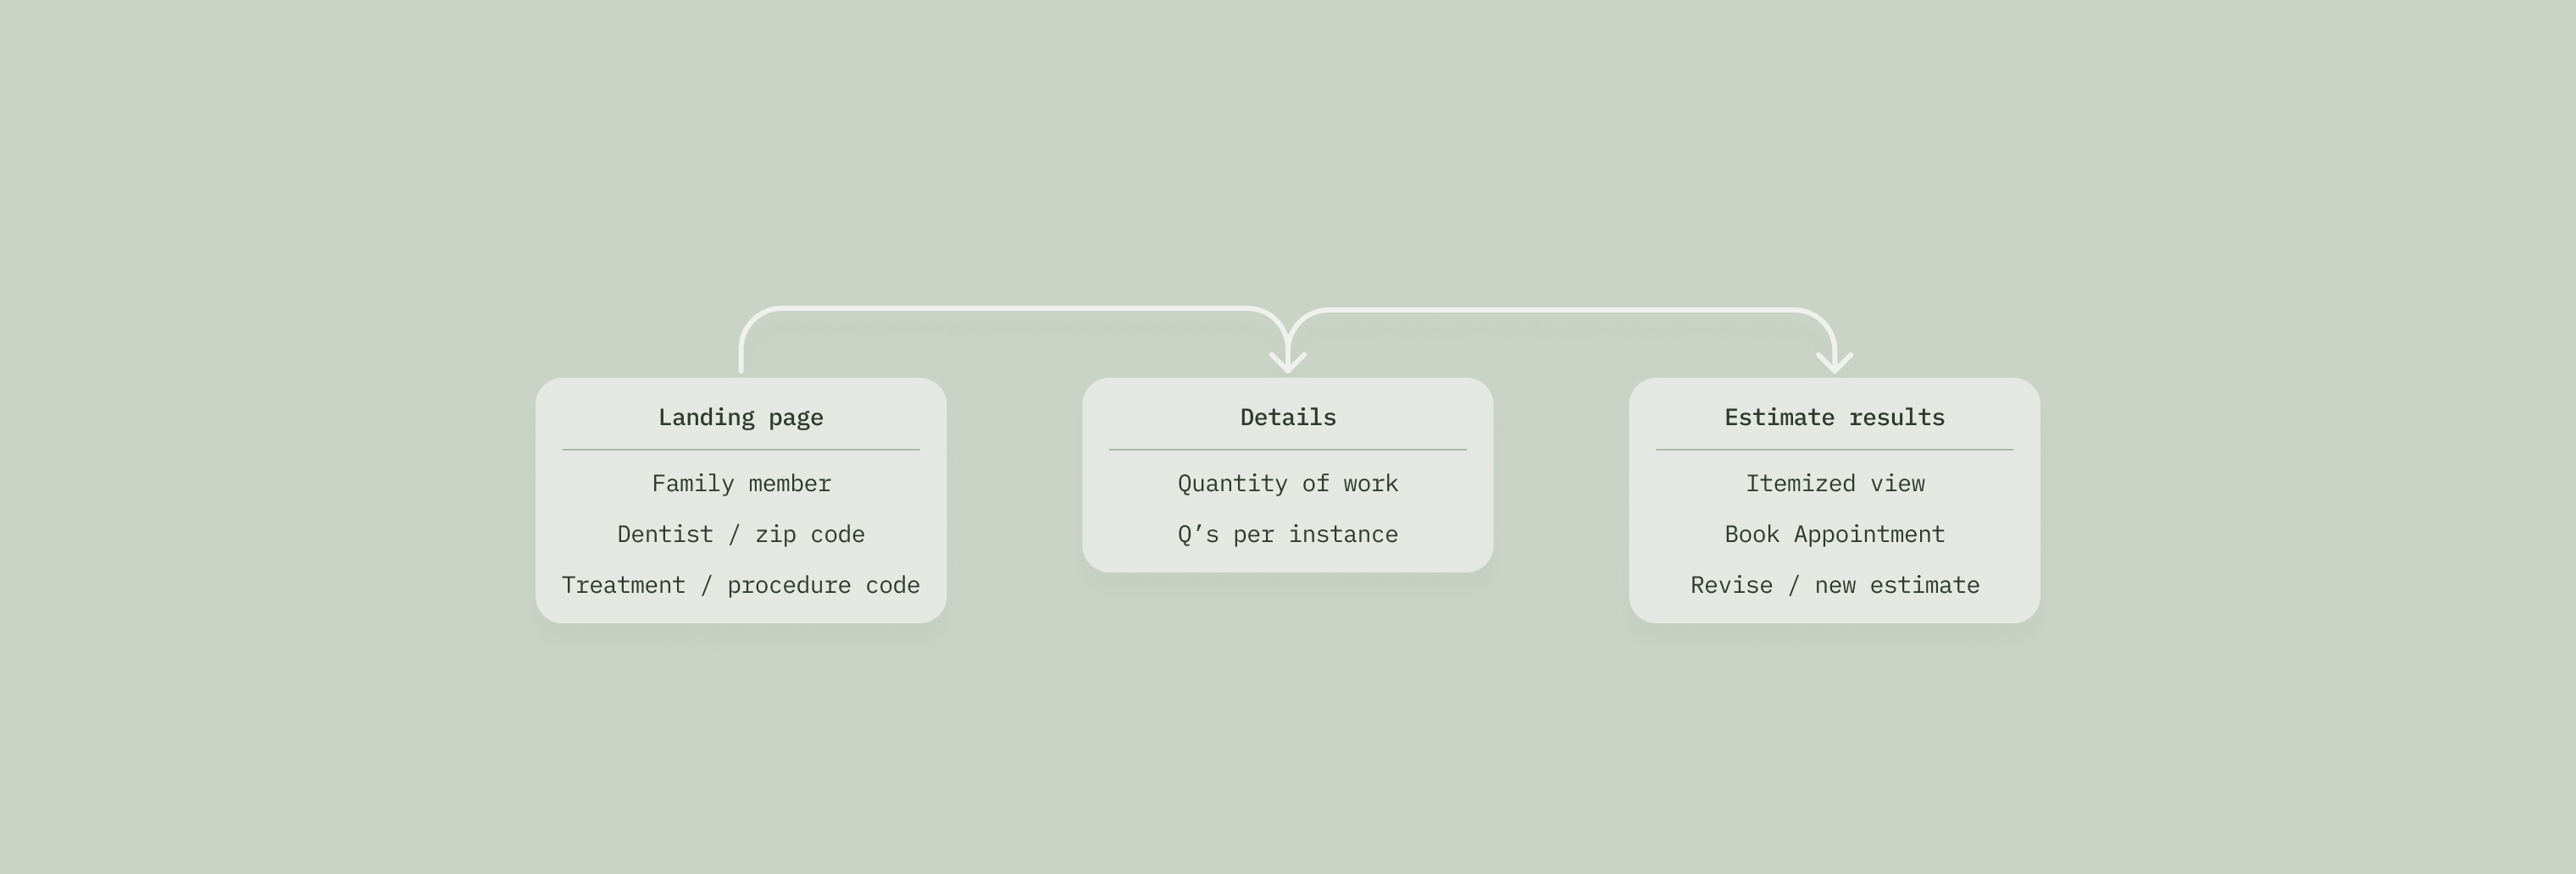 Landing page
Family member
Dentist / zip code
Treatment / procedure code
Details
Quantity of work
Q’s per instance
Estimate results
Itemized view
Book Appointment
Revise / new estimate